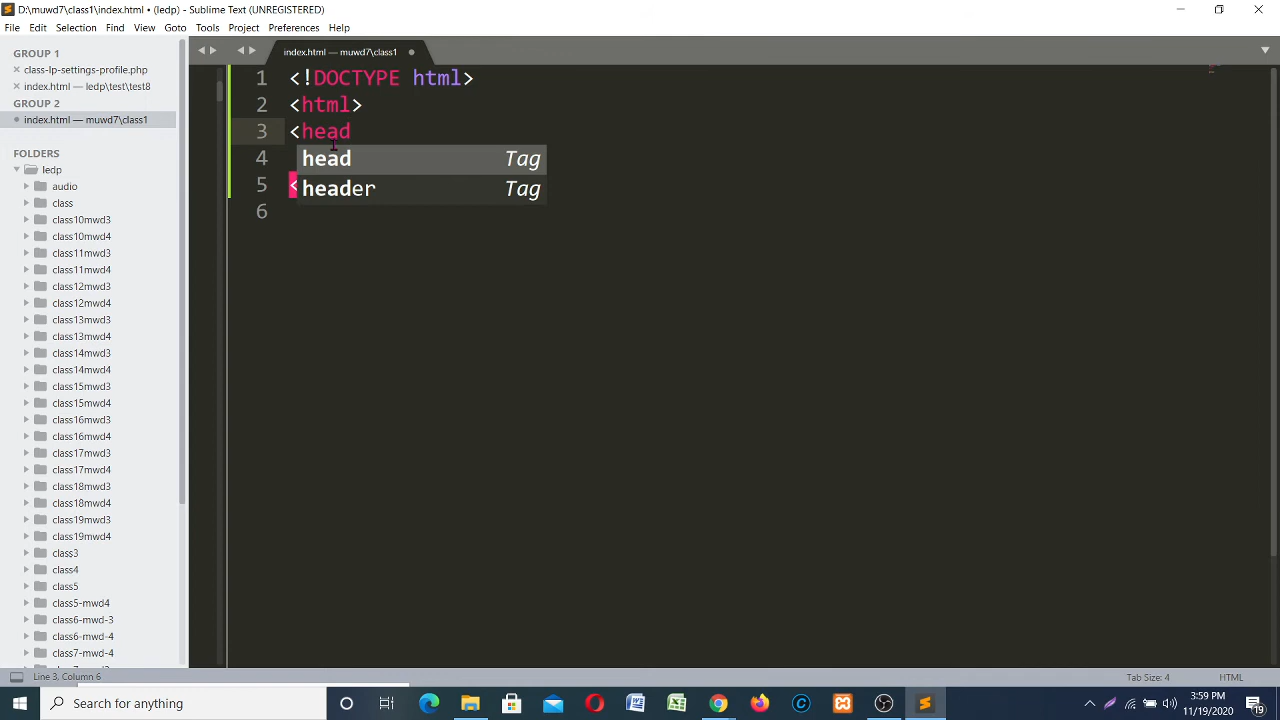 D:\muwd7\class1\index.html • (ledp) - Sublime Text (UNREGISTERED)
File Edit Selection Find View Goto Tools Project Preferences Help
GROUP 1
class-lp-settings-profile.php
index.html — ledp\test\test8
GROUP 2
index.html — muwd7\class1
FOLDERS
ledp
audio
class
class10mwd3
class10mwd4
class11mwd3
class11mwd4
class12mwd3
class12mwd4
class13mwd3
class13mwd4
class14mwd3
class14mwd4
class15mwd3
class15mwd4
class16mwd3
class16mwd4
class17mwd3
class17mwd4
class18mwd3
class18mwd4
class19mwd3
class19mwd4
class3
class4
class5
class5-mwd4
class6-mwd-3
class6-mwd-4
class7-mwd-4
index.html — muwd7\class1
1 <!DOCTYPE html>
2 <html>
3 <head
4
5 <
6
head Tag
header Tag
Line 3, Column 6
Tab Size: 4
HTML
Search for anything
3:59 PM
11/19/2020
19